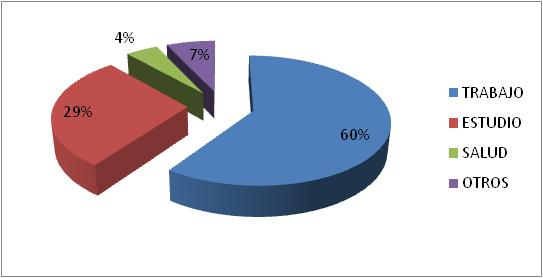 4%
7%
29%
60%
TRABAJO
ESTUDIO
SALUD
OTROS